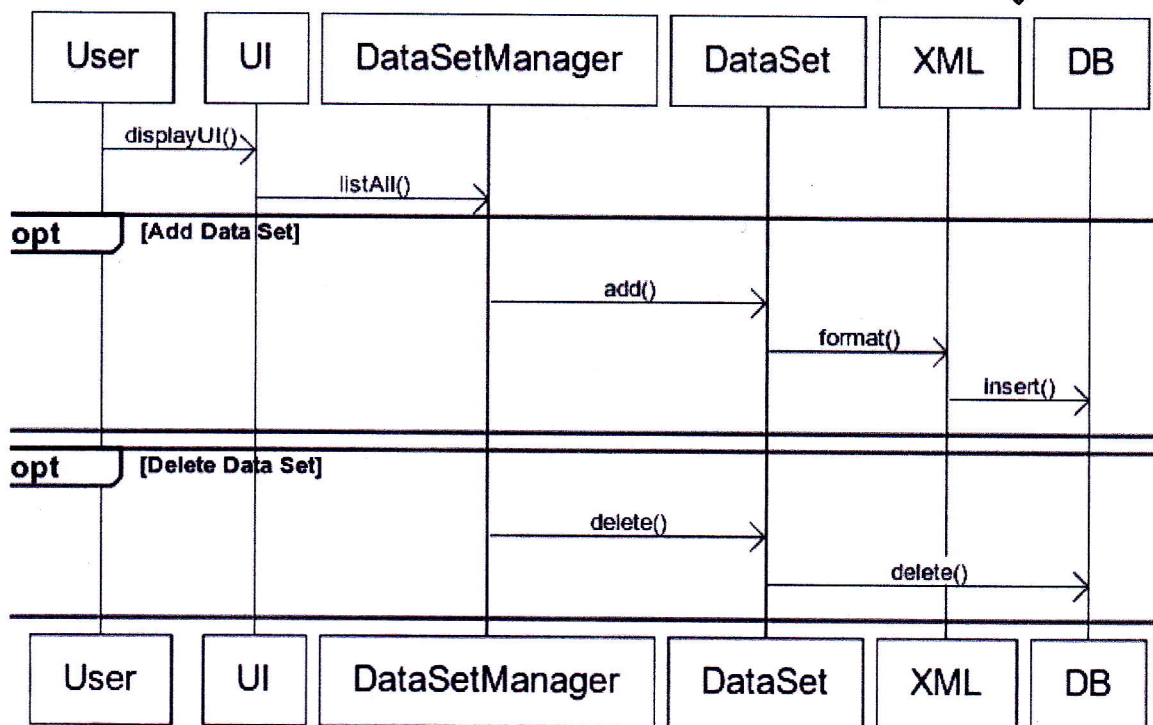 User UI DataSetManager DataSet XML DB
displayUI()
listAll()
opt [Add Data Set]
add()
format()
insert()
opt [Delete Data Set]
delete()
delete()
User UI DataSetManager DataSet XML DB